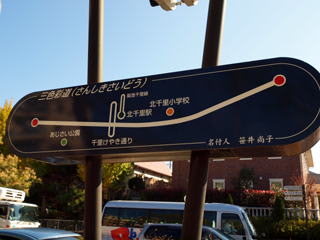 三色彩道（さんしきさいどう）
阪急千里線
北千里駅
北千里小学校
あじさい公園
千里けやき通り
名付人 笹井尚子